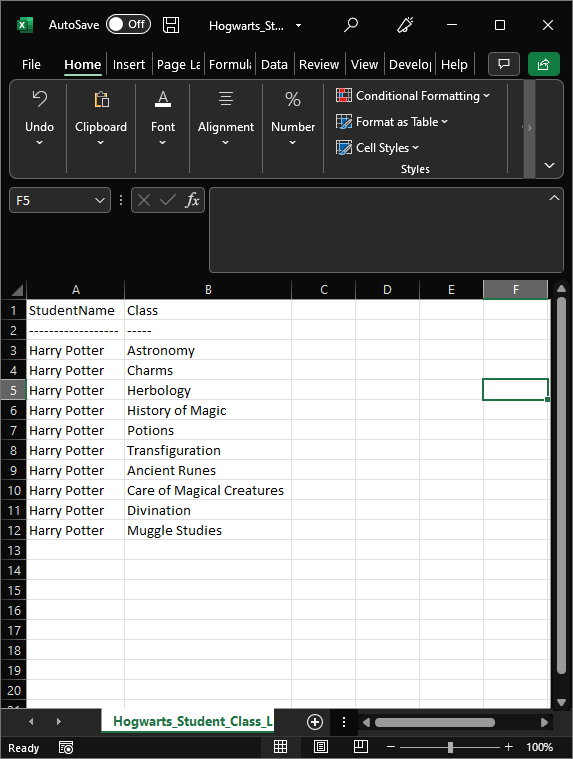 AutoSave Off Hogwarts_St...
File Home Insert Page La Formula Data Review View Develop Help
Undo Clipboard Font Alignment Number
Conditional Formatting
Format as Table
Cell Styles
Styles
F5 fx
A B C D E F
1 StudentName Class
2 ------------------ -----
3 Harry Potter Astronomy
4 Harry Potter Charms
5 Harry Potter Herbology
6 Harry Potter History of Magic
7 Harry Potter Potions
8 Harry Potter Transfiguration
9 Harry Potter Ancient Runes
10 Harry Potter Care of Magical Creatures
11 Harry Potter Divination
12 Harry Potter Muggle Studies
13
14
15
16
17
18
19
20
Hogwarts_Student_Class_L
Ready 100%